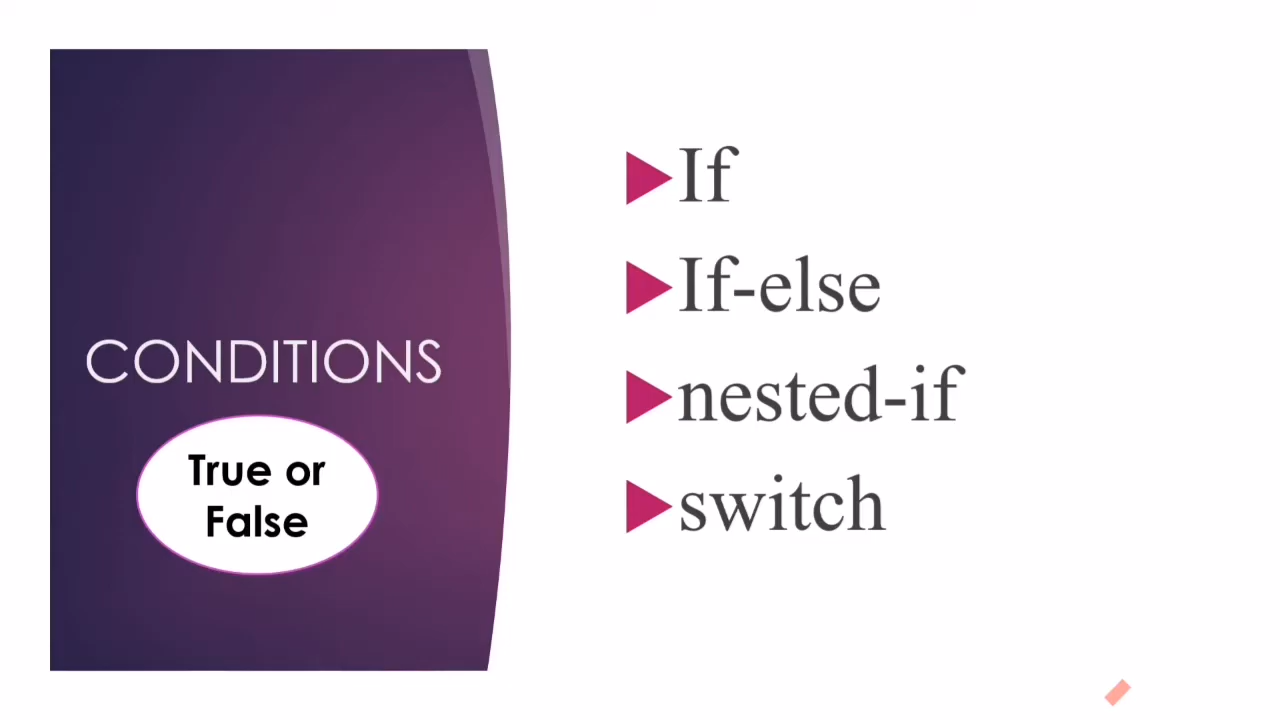 CONDITIONS
True or
False
If
If-else
nested-if
switch